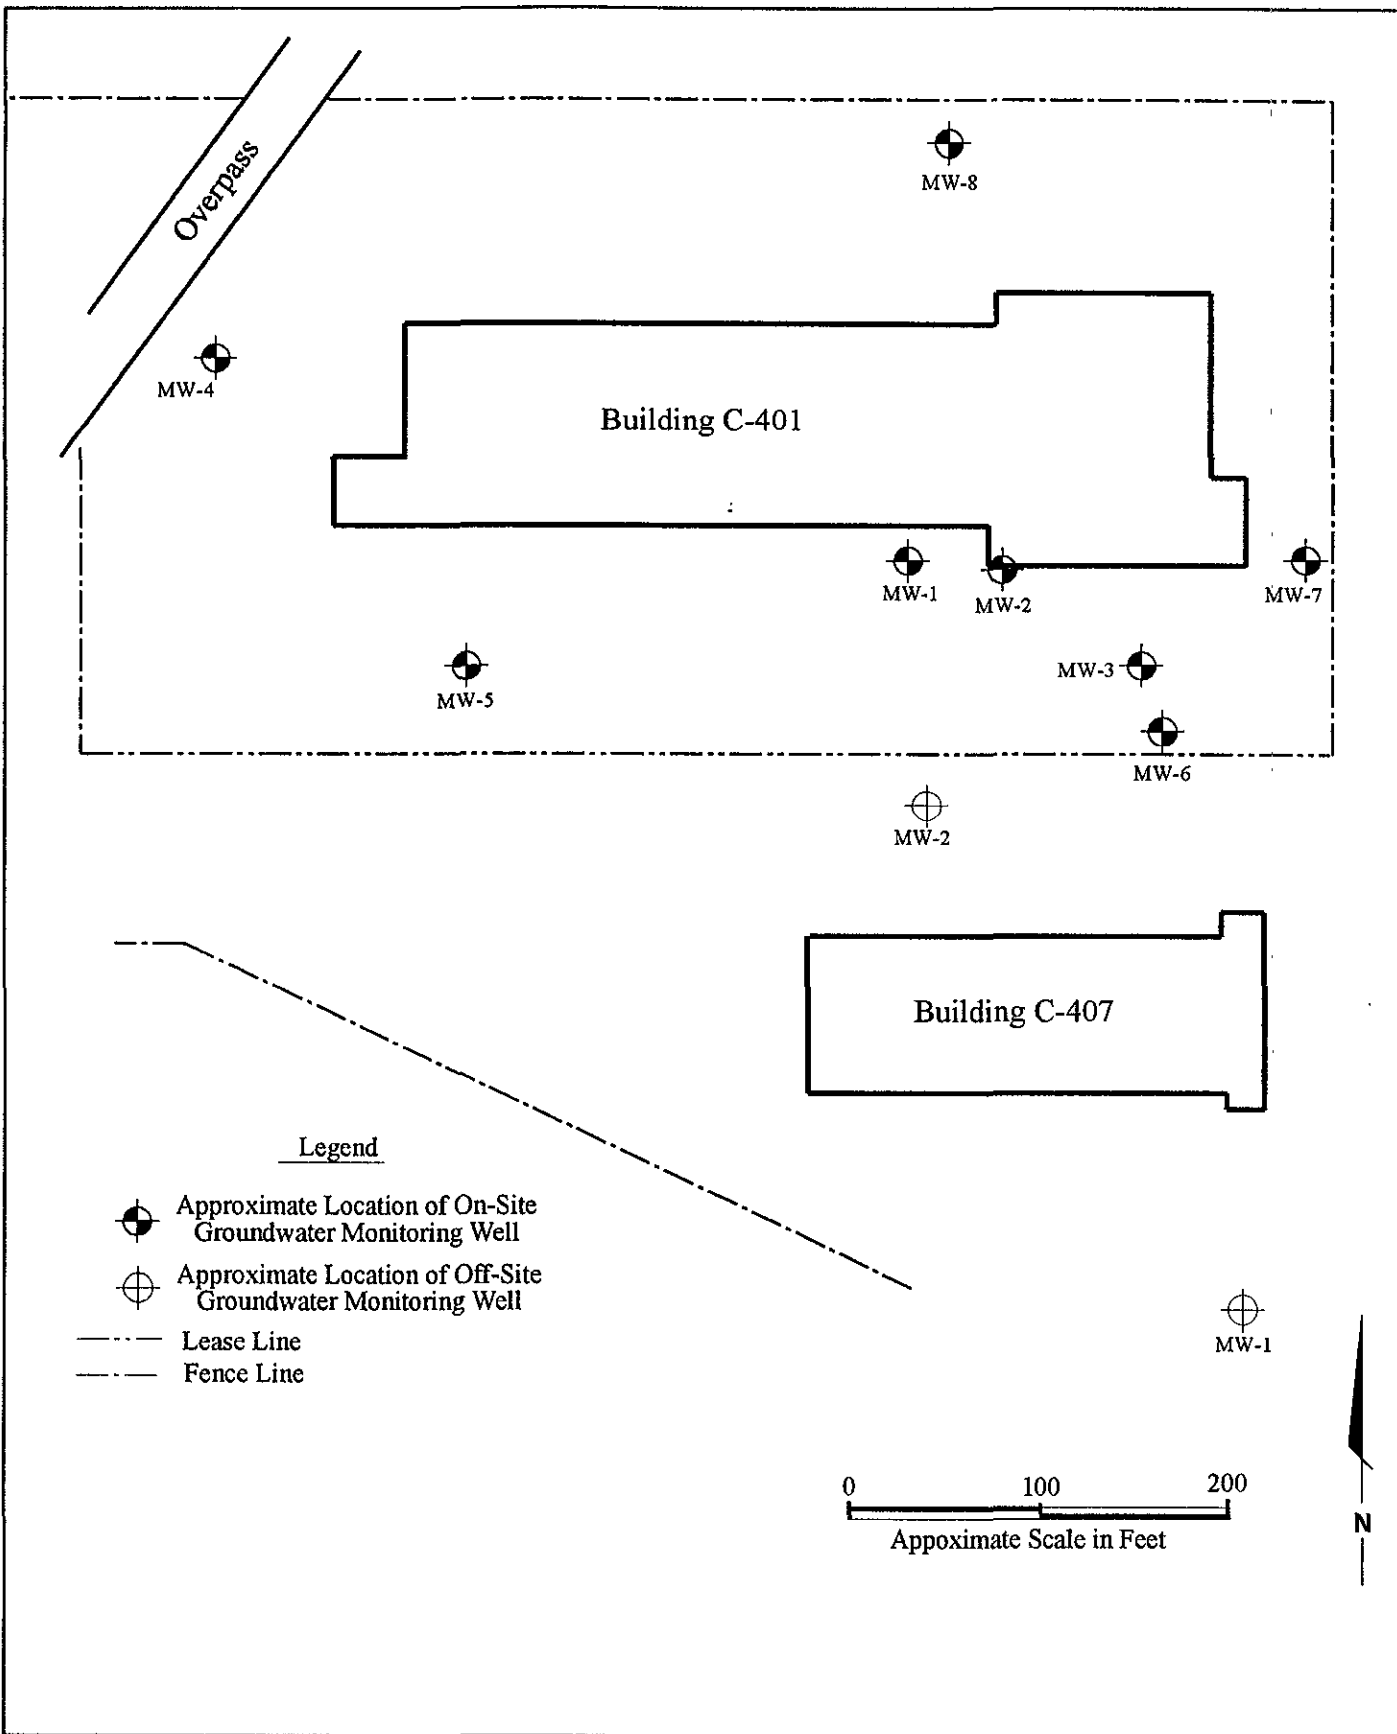 Overpass
MW-8
MW-4
Building C-401
MW-1
MW-2
MW-7
MW-3
MW-5
MW-6
MW-2
Building C-407
Legend
Approximate Location of On-Site
Groundwater Monitoring Well
Approximate Location of Off-Site
Groundwater Monitoring Well
Lease Line
Fence Line
MW-1
0 100 200
Appoximate Scale in Feet
N